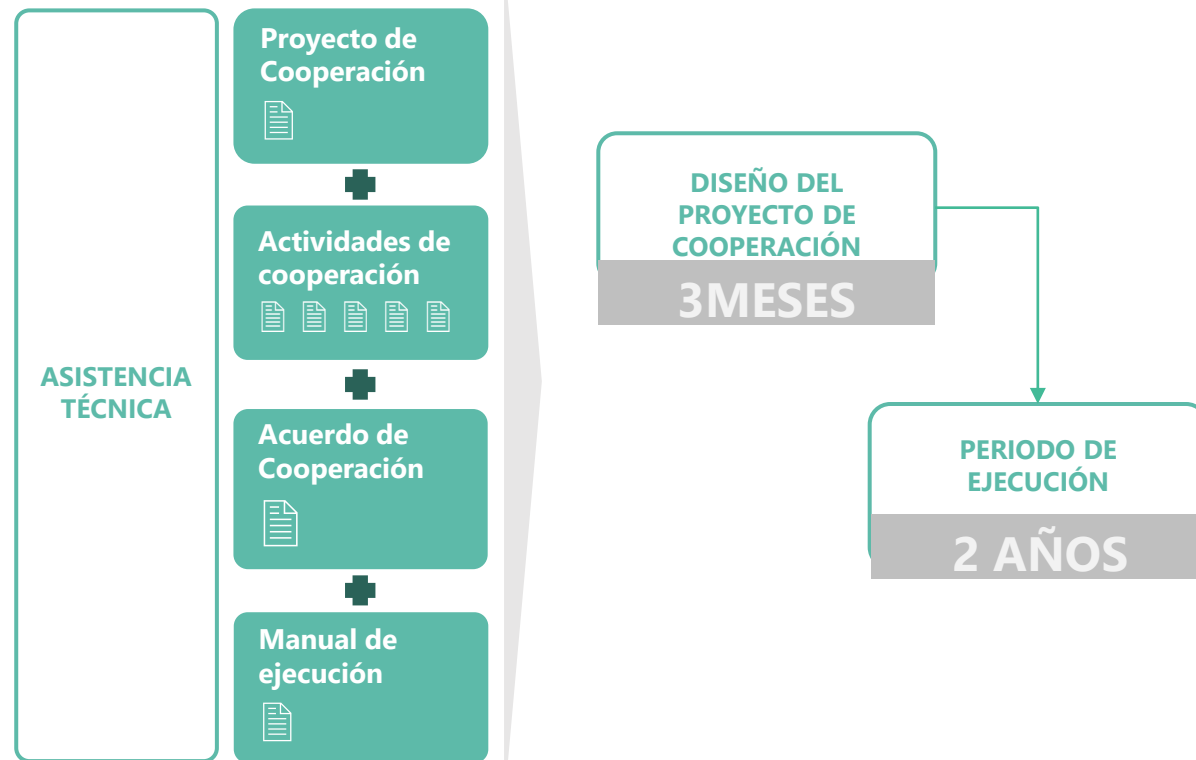 ASISTENCIA
TÉCNICA
Proyecto de
Cooperación
Actividades de
cooperación
Acuerdo de
Cooperación
Manual de
ejecución
DISEÑO DEL
PROYECTO DE
COOPERACIÓN
3MESES
PERIODO DE
EJECUCIÓN
2 AÑOS